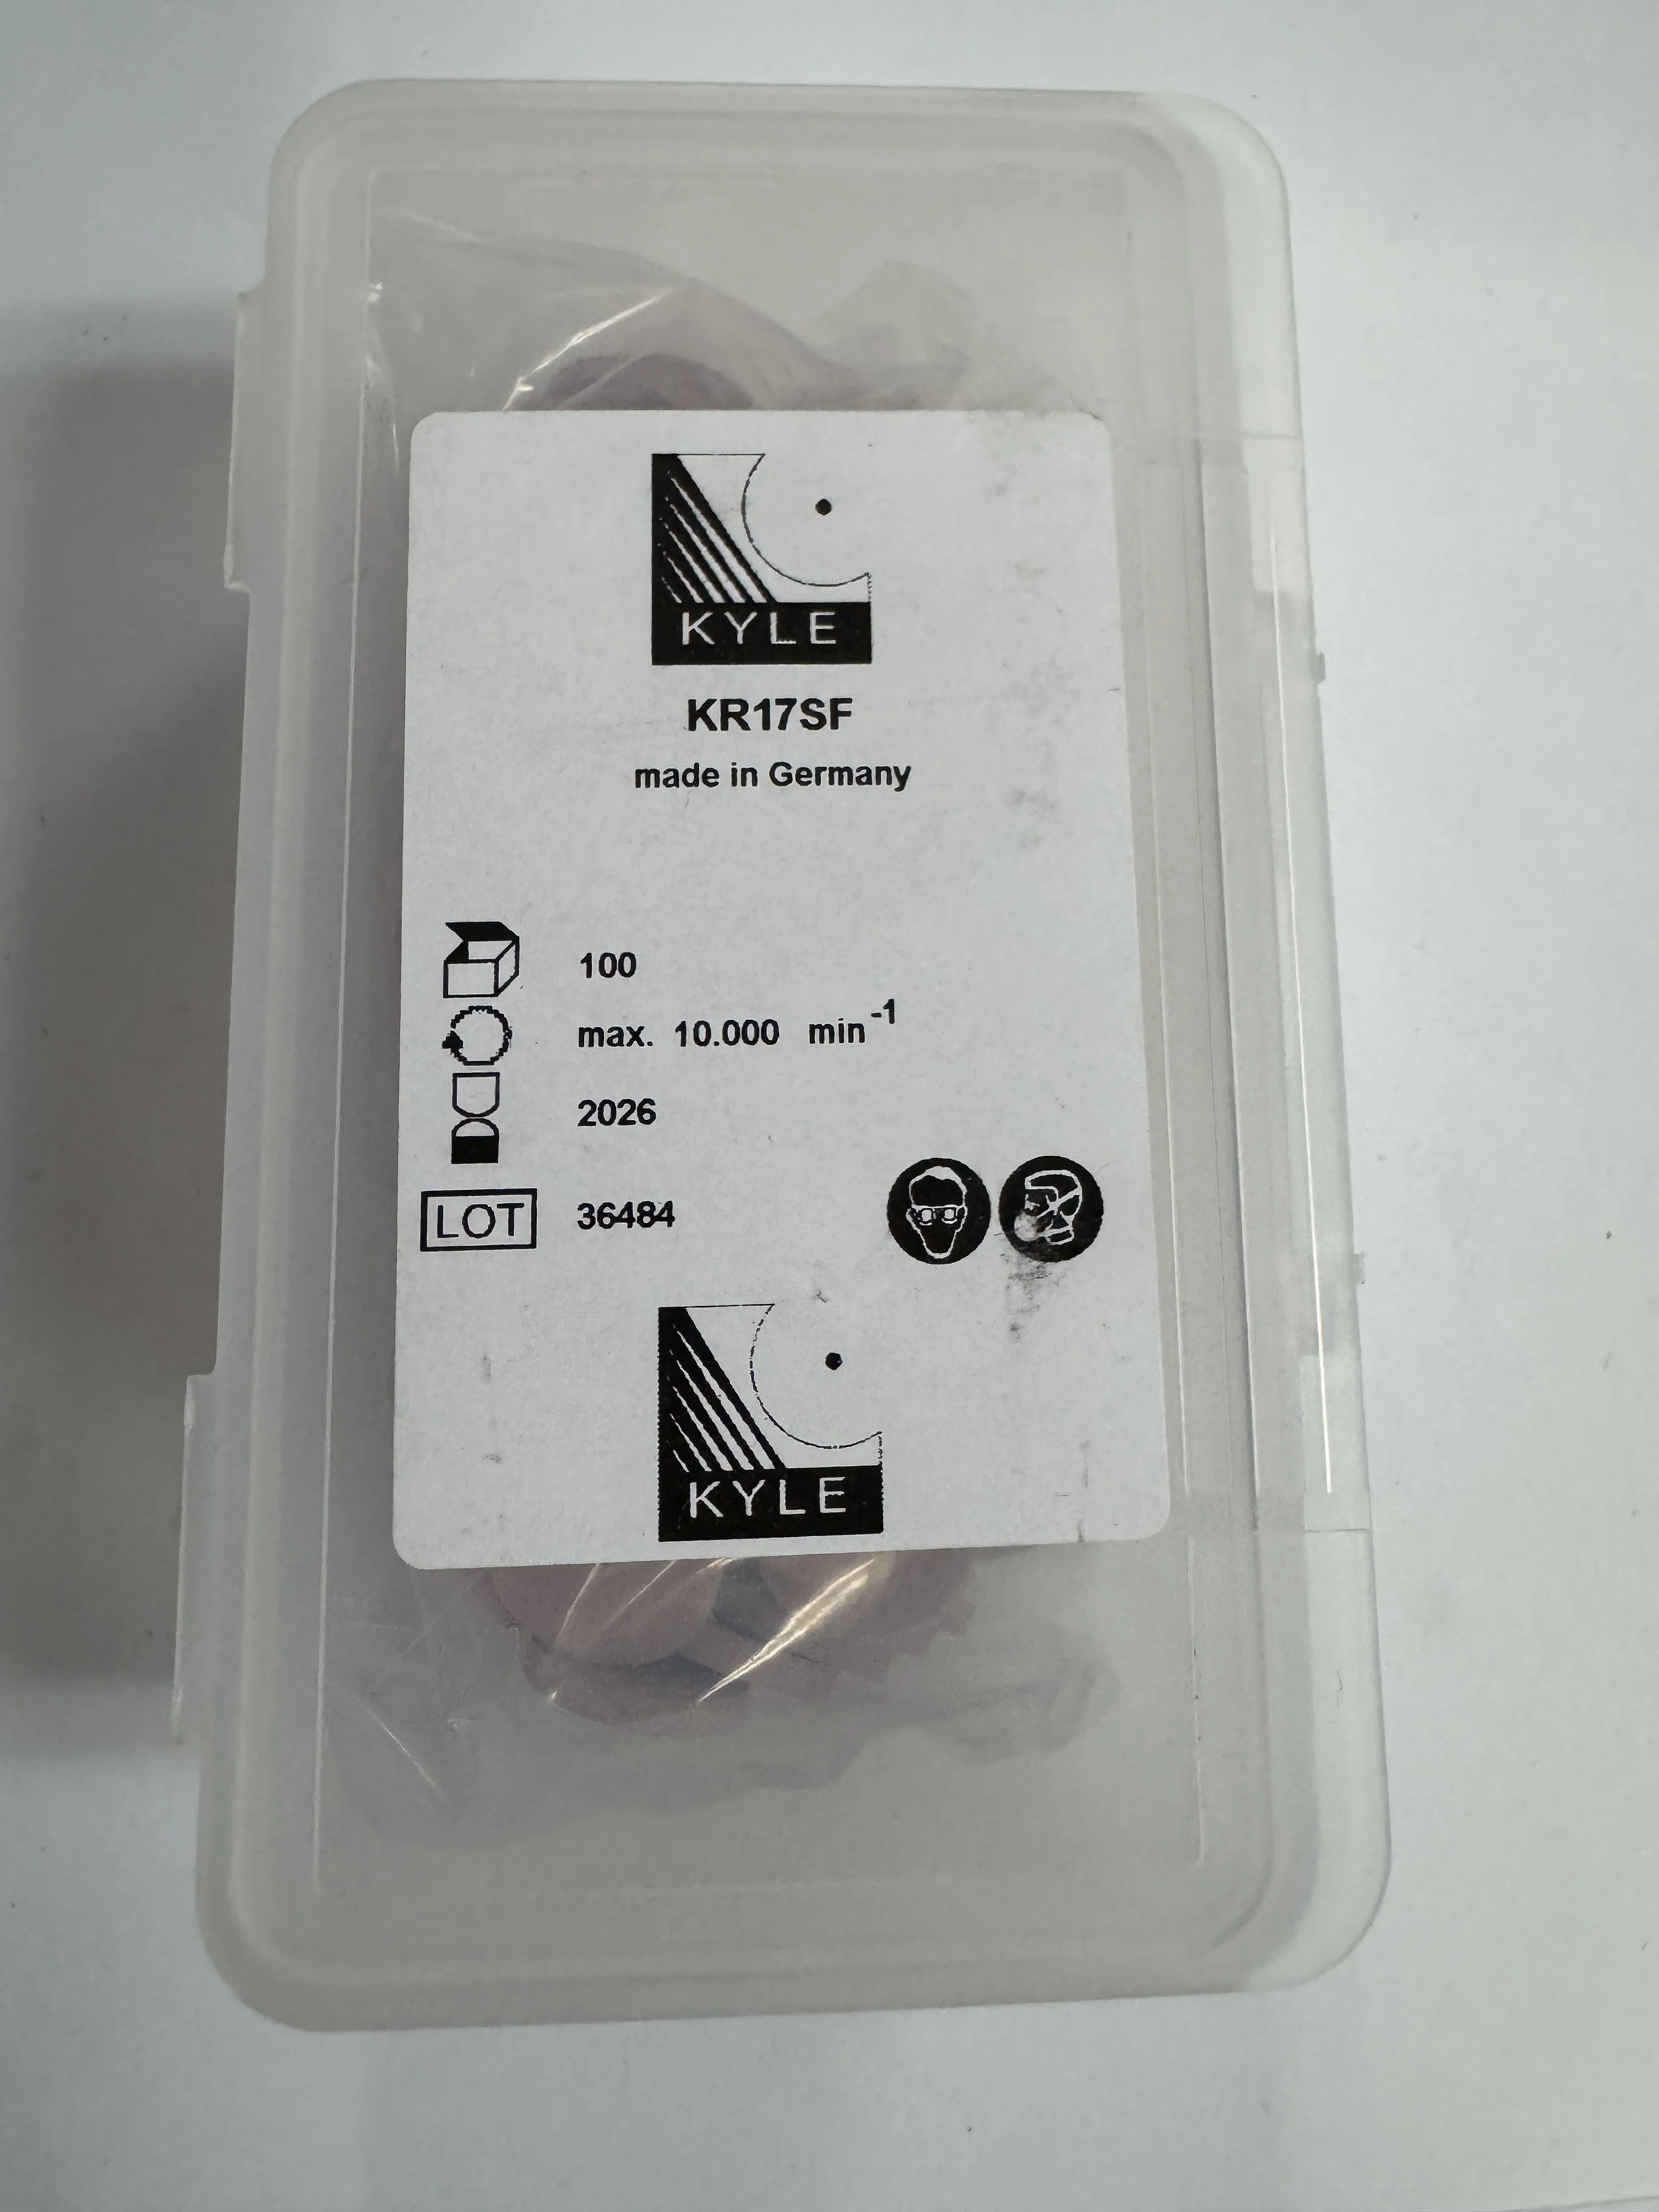 KYLE
KR17SF
made in Germany
100
max. 10.000 min-1
2026
LOT 36484
KYLE